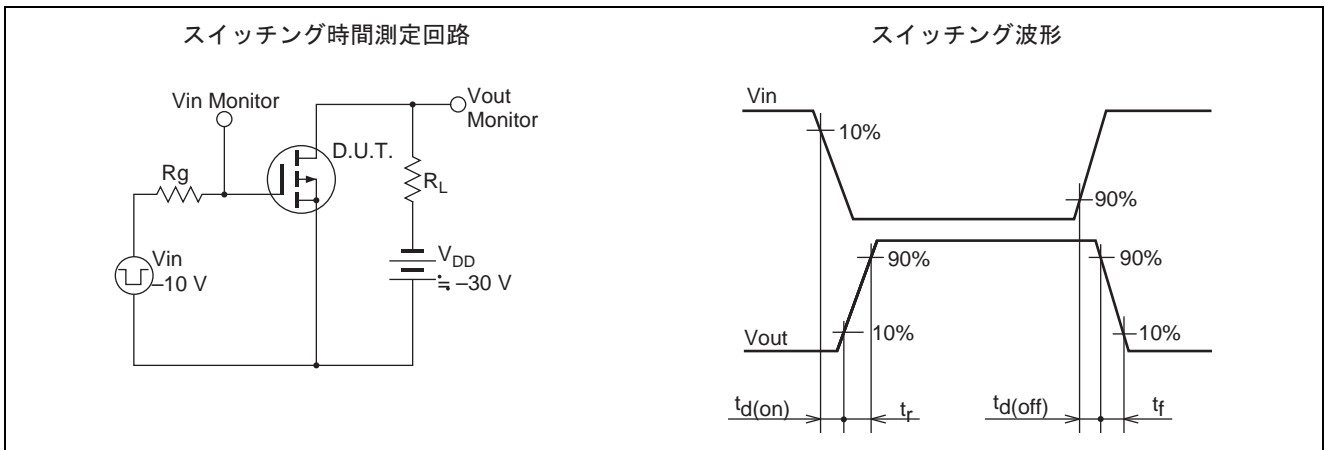 スイッチング時間測定回路
Vin Monitor
Vout
Monitor
D.U.T.
Rg
RL
Vin
–10 V
VDD
≒ –30 V
スイッチング波形
Vin
10%
90%
90%
90%
10%
10%
Vout
td(on)
tr
td(off)
tf